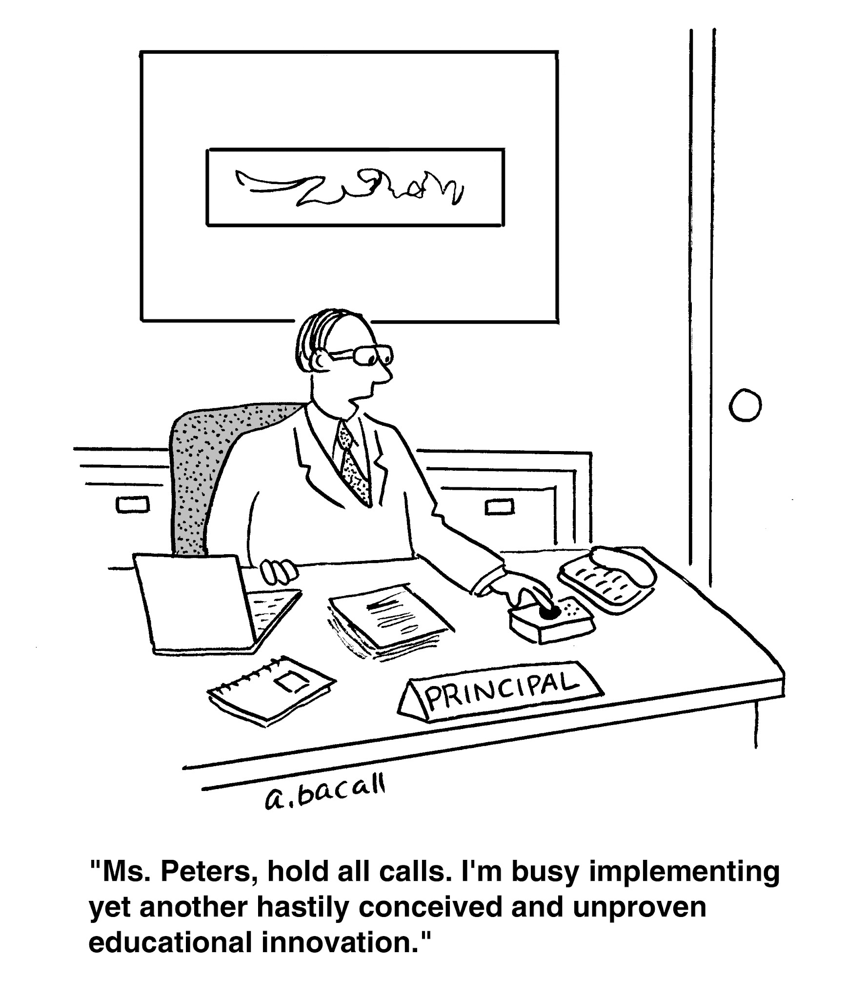 PRINCIPAL
a.bacall
"Ms. Peters, hold all calls. I'm busy implementing
yet another hastily conceived and unproven
educational innovation."